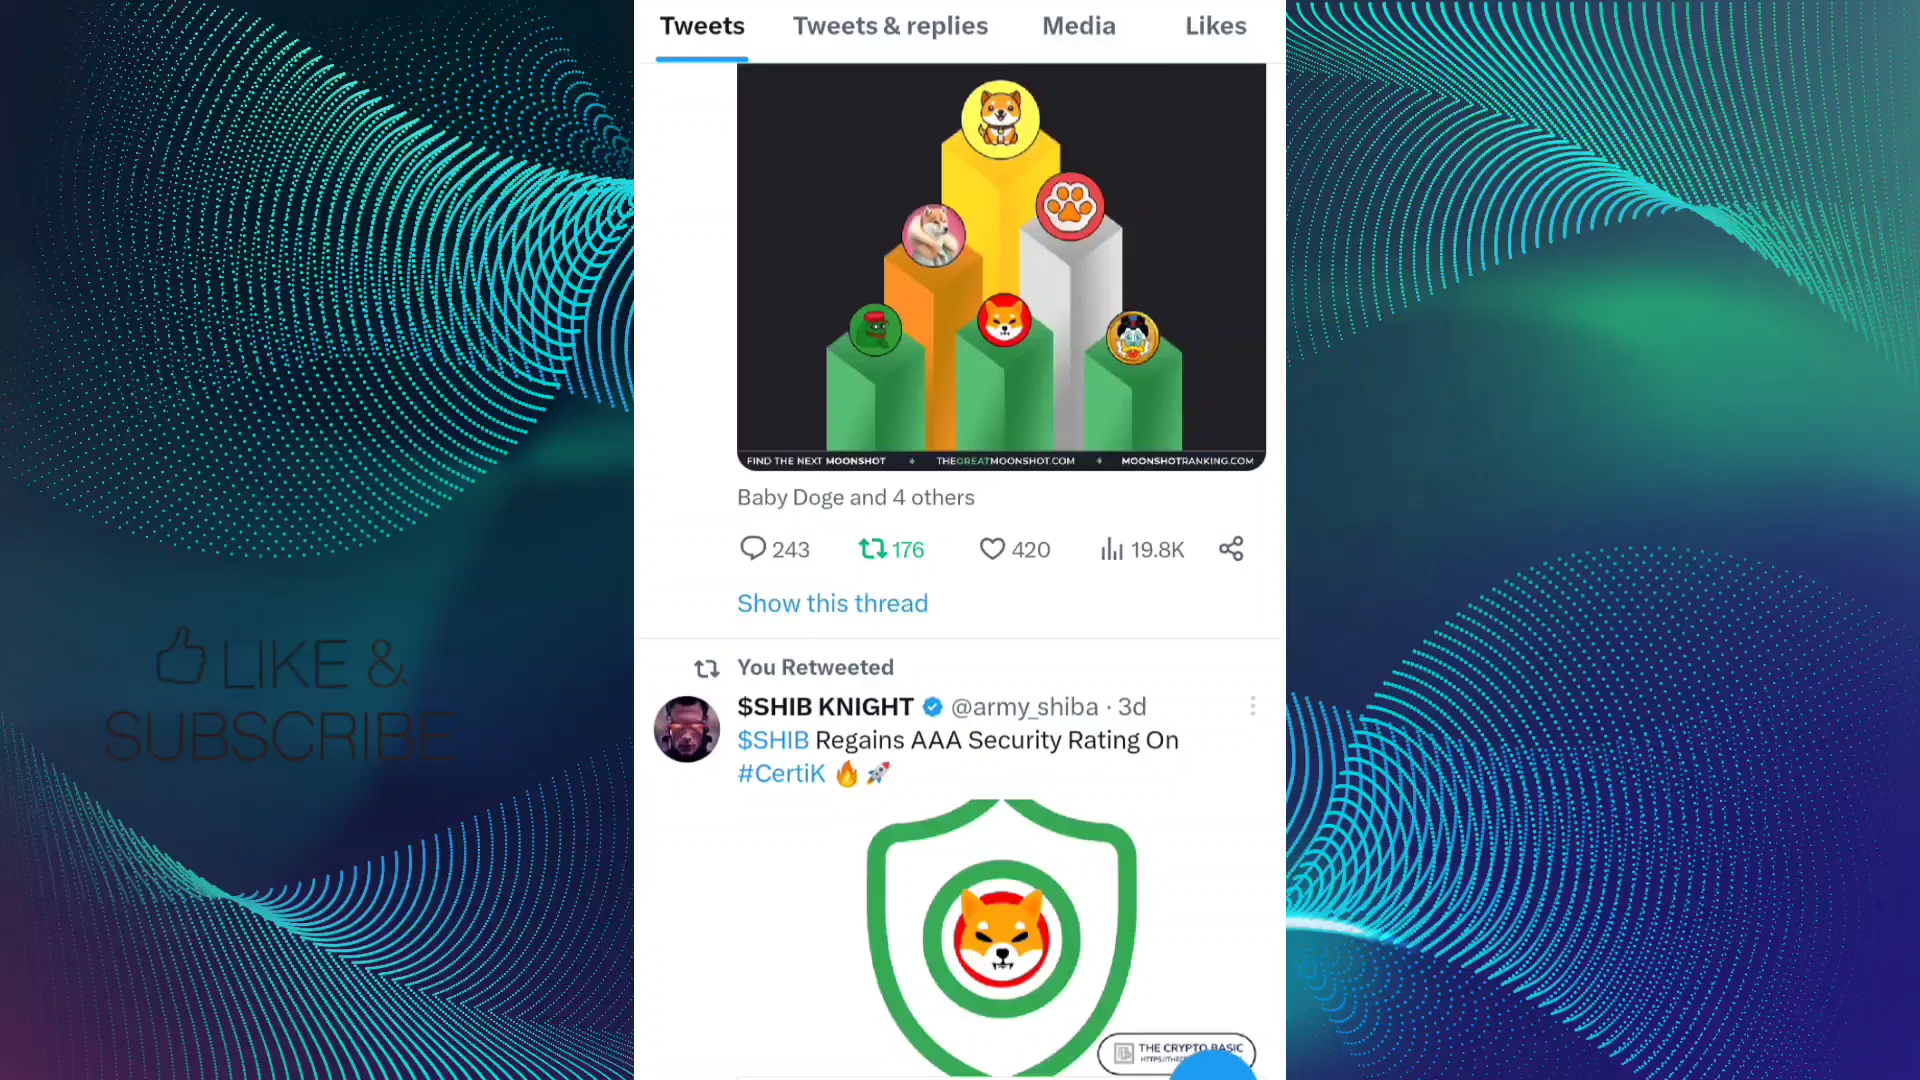 Tweets Tweets & replies Media Likes
FIND THE NEXT MOONSHOT THEGREATMOONSHOT.COM MOONSHOTRANKING.COM
Baby Doge and 4 others
243 176 420 19.8K
Show this thread
You Retweeted
$SHIB KNIGHT @army_shiba · 3d
$SHIB Regains AAA Security Rating On
#CertiK 🔥 🚀
LIKE &
SUBSCRIBE
THE CRYPTO BASIC